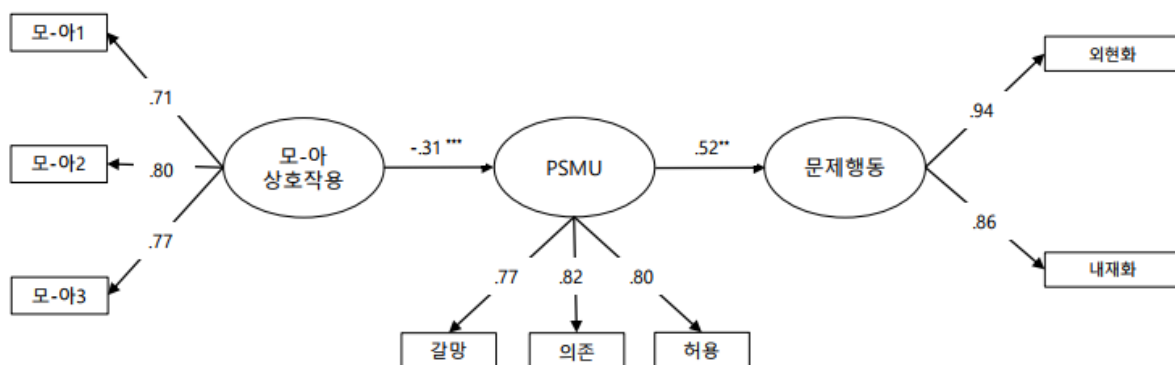 모-아1
외현화
.71
.94
모-아2
.80
모-아
상호작용
-.31 ***
PSMU
.52**
문제행동
.77
.86
모-아3
내재화
.77
.82
.80
갈망
의존
허용